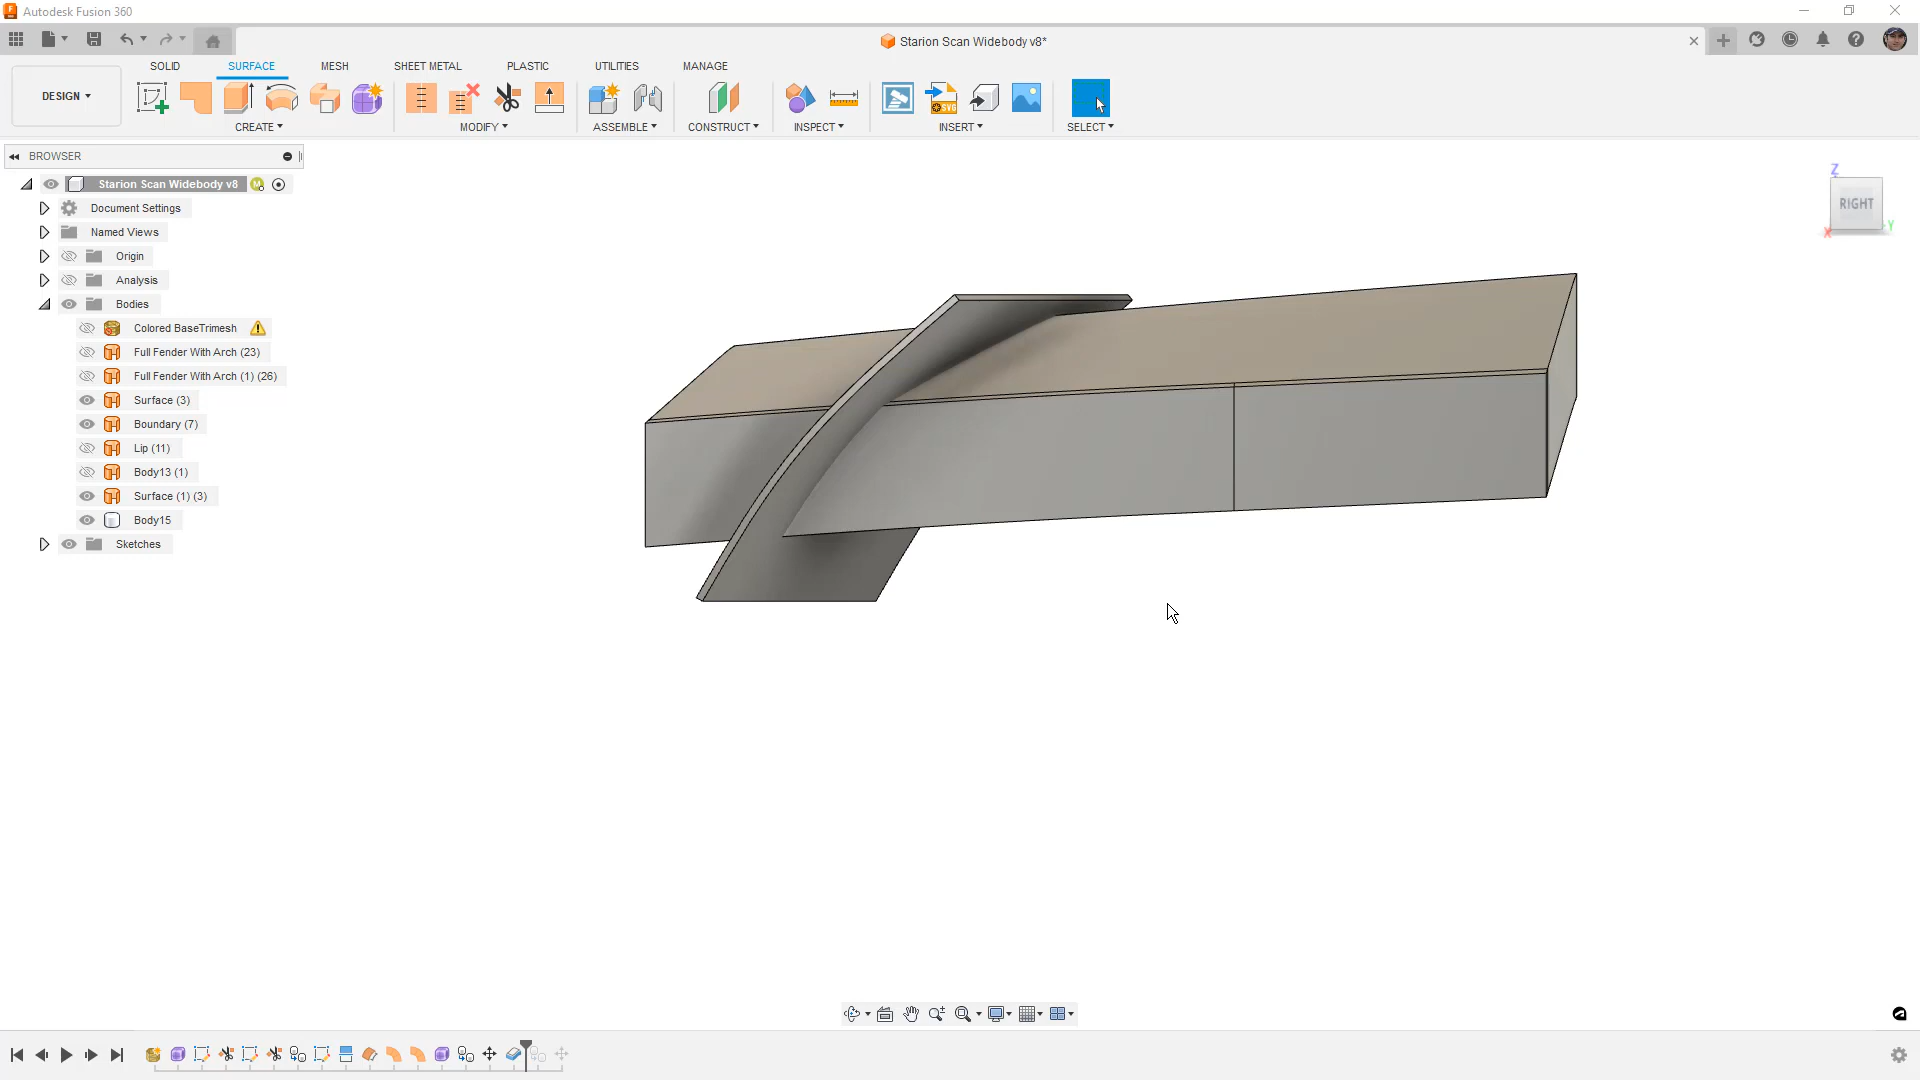 Autodesk Fusion 360
Starion Scan Widebody v8*
SOLID SURFACE MESH SHEET METAL PLASTIC UTILITIES MANAGE
DESIGN
SVG
CREATE MODIFY ASSEMBLE CONSTRUCT INSPECT INSERT SELECT
BROWSER
Starion Scan Widebody v8
Document Settings
Named Views
Origin
Analysis
Bodies
Colored BaseTrimesh
Full Fender With Arch (23)
Full Fender With Arch (1) (26)
Surface (3)
Boundary (7)
Lip (11)
Body13 (1)
Surface (1) (3)
Body15
Sketches
Z
RIGHT
X
Y